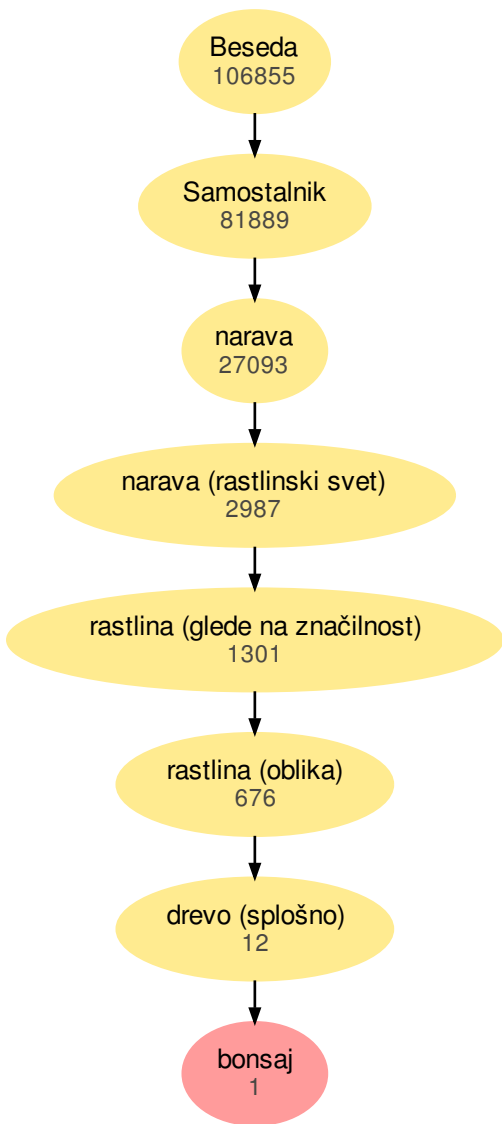 Beseda
106855
Samostalnik
81889
narava
27093
narava (rastlinski svet)
2987
rastlina (glede na značilnost)
1301
rastlina (oblika)
676
drevo (splošno)
12
bonsaj
1